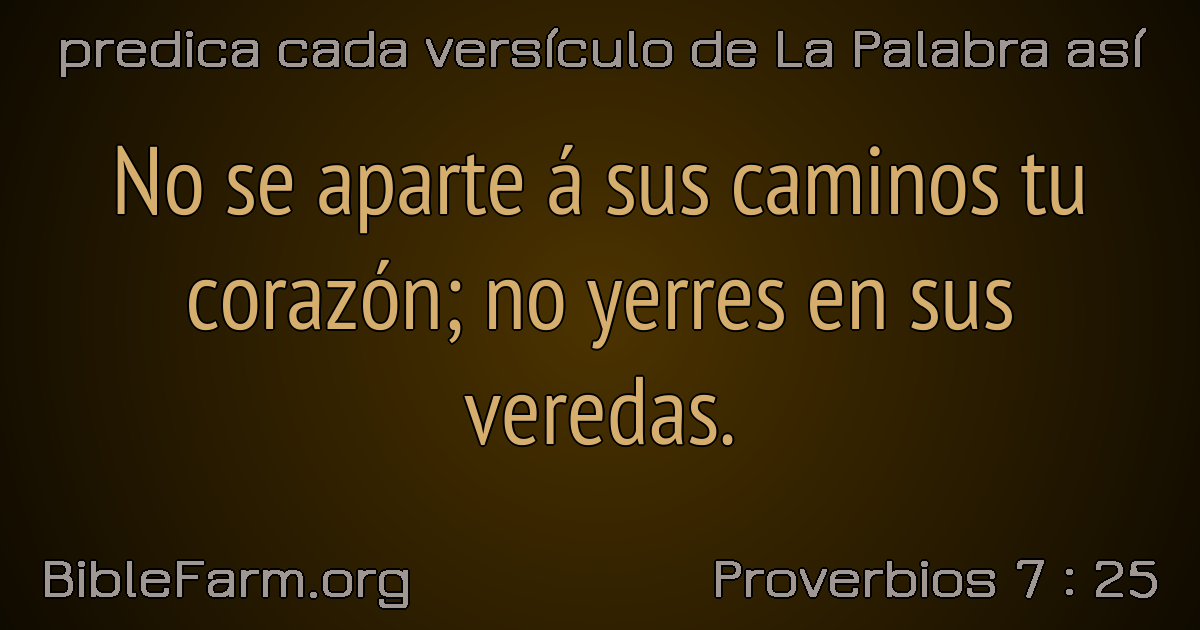 predica cada versículo de La Palabra así
No se aparte á sus caminos tu
corazón; no yerres en sus
veredas.
BibleFarm.org
Proverbios 7 : 25